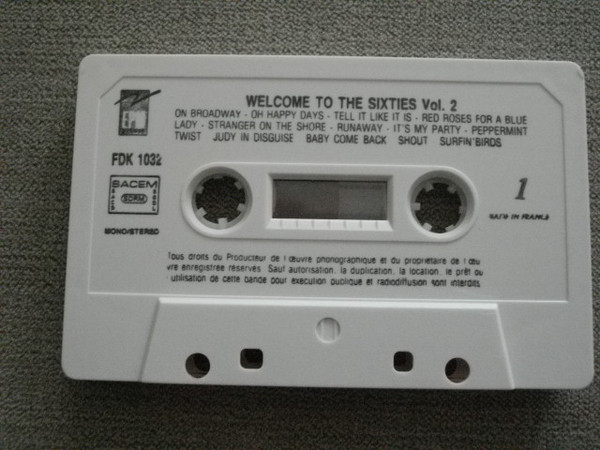 WELCOME TO THE SIXTIES Vol. 2
ON BROADWAY - OH HAPPY DAYS - TELL IT LIKE IT IS - RED ROSES FOR A BLUE
LADY - STRANGER ON THE SHORE - RUNAWAY - IT'S MY PARTY - PEPPERMINT
TWIST JUDY IN DISGUISE BABY COME BACK SHOUT SURFIN'BIRDS
FDK 1032
SACEM
SDRM
SACD
SGDL
1
MADE IN FRANCE
MONO/STEREO
Tous droits du Producteur de l œuvre phonographique et du propriétaire de l œu
vre enregistrée réservés Sauf autorisation, la duplication, la location, le prêt ou
utilisation de cette bande pour exécution publique et radiodiffusion sont interdits